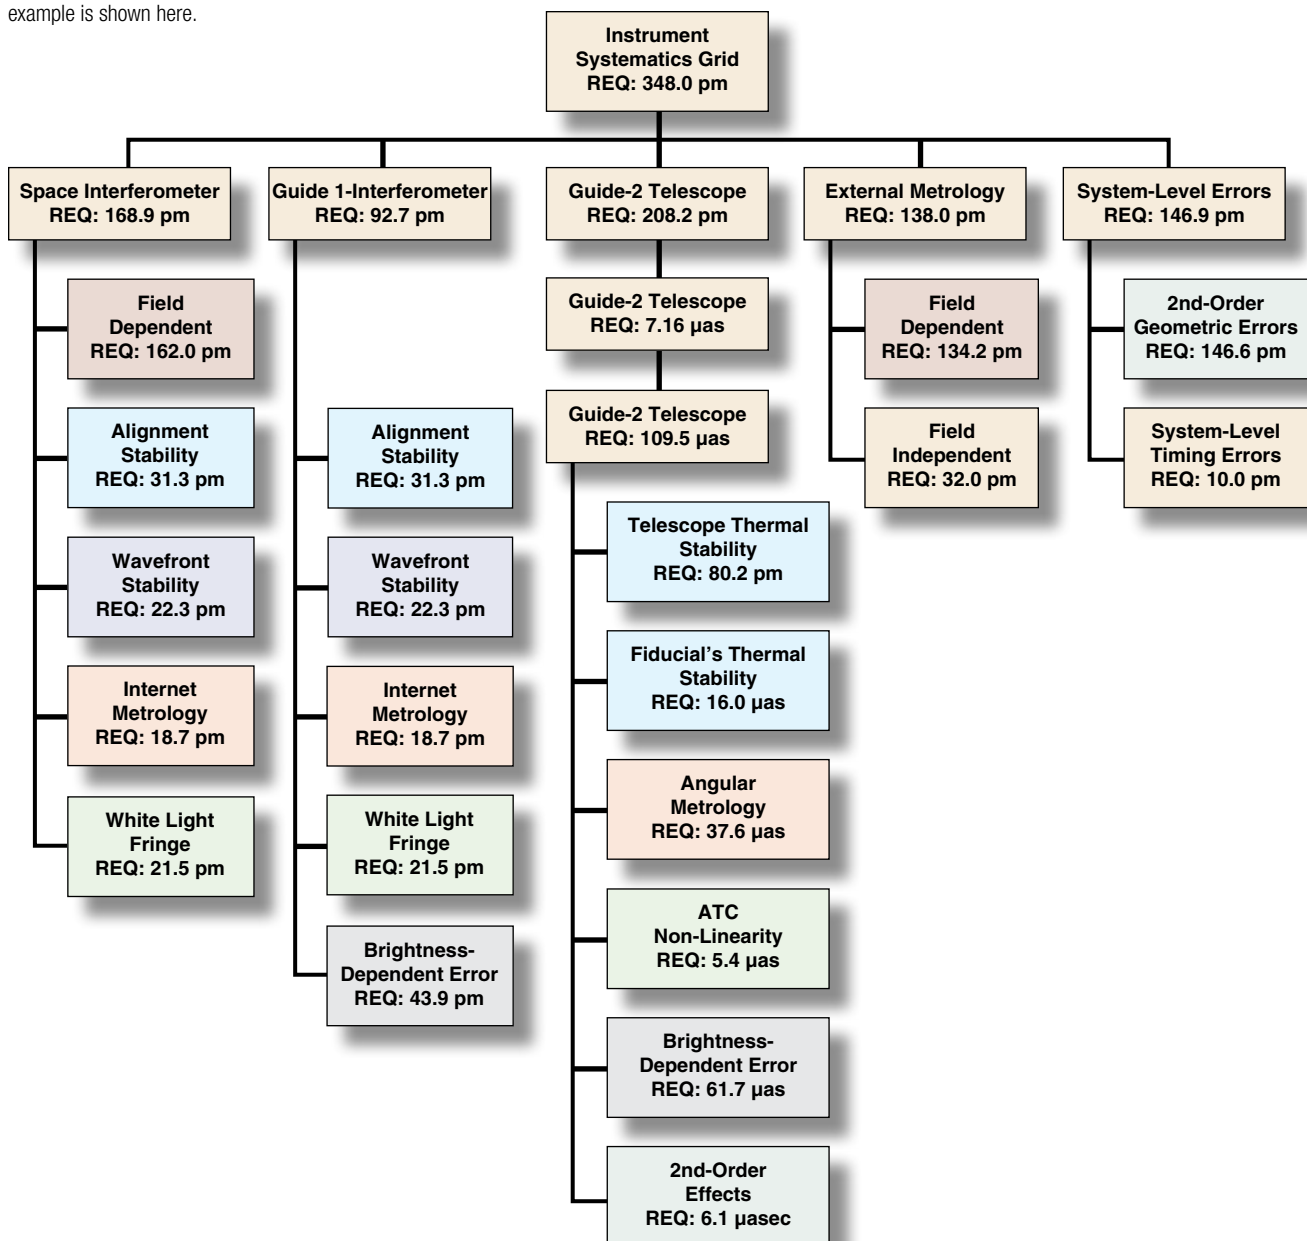 example is shown here.
Instrument
Systematics Grid
REQ: 348.0 pm
Space Interferometer
REQ: 168.9 pm
Guide 1-Interferometer
REQ: 92.7 pm
Guide-2 Telescope
REQ: 208.2 pm
External Metrology
REQ: 138.0 pm
System-Level Errors
REQ: 146.9 pm
Field
Dependent
REQ: 162.0 pm
Alignment
Stability
REQ: 31.3 pm
Wavefront
Stability
REQ: 22.3 pm
Internet
Metrology
REQ: 18.7 pm
White Light
Fringe
REQ: 21.5 pm
Alignment
Stability
REQ: 31.3 pm
Wavefront
Stability
REQ: 22.3 pm
Internet
Metrology
REQ: 18.7 pm
White Light
Fringe
REQ: 21.5 pm
Brightness-
Dependent Error
REQ: 43.9 pm
Guide-2 Telescope
REQ: 7.16 µas
Guide-2 Telescope
REQ: 109.5 µas
Telescope Thermal
Stability
REQ: 80.2 pm
Fiducial's Thermal
Stability
REQ: 16.0 µas
Angular
Metrology
REQ: 37.6 µas
ATC
Non-Linearity
REQ: 5.4 µas
Brightness-
Dependent Error
REQ: 61.7 µas
2nd-Order
Effects
REQ: 6.1 µasec
Field
Dependent
REQ: 134.2 pm
Field
Independent
REQ: 32.0 pm
2nd-Order
Geometric Errors
REQ: 146.6 pm
System-Level
Timing Errors
REQ: 10.0 pm